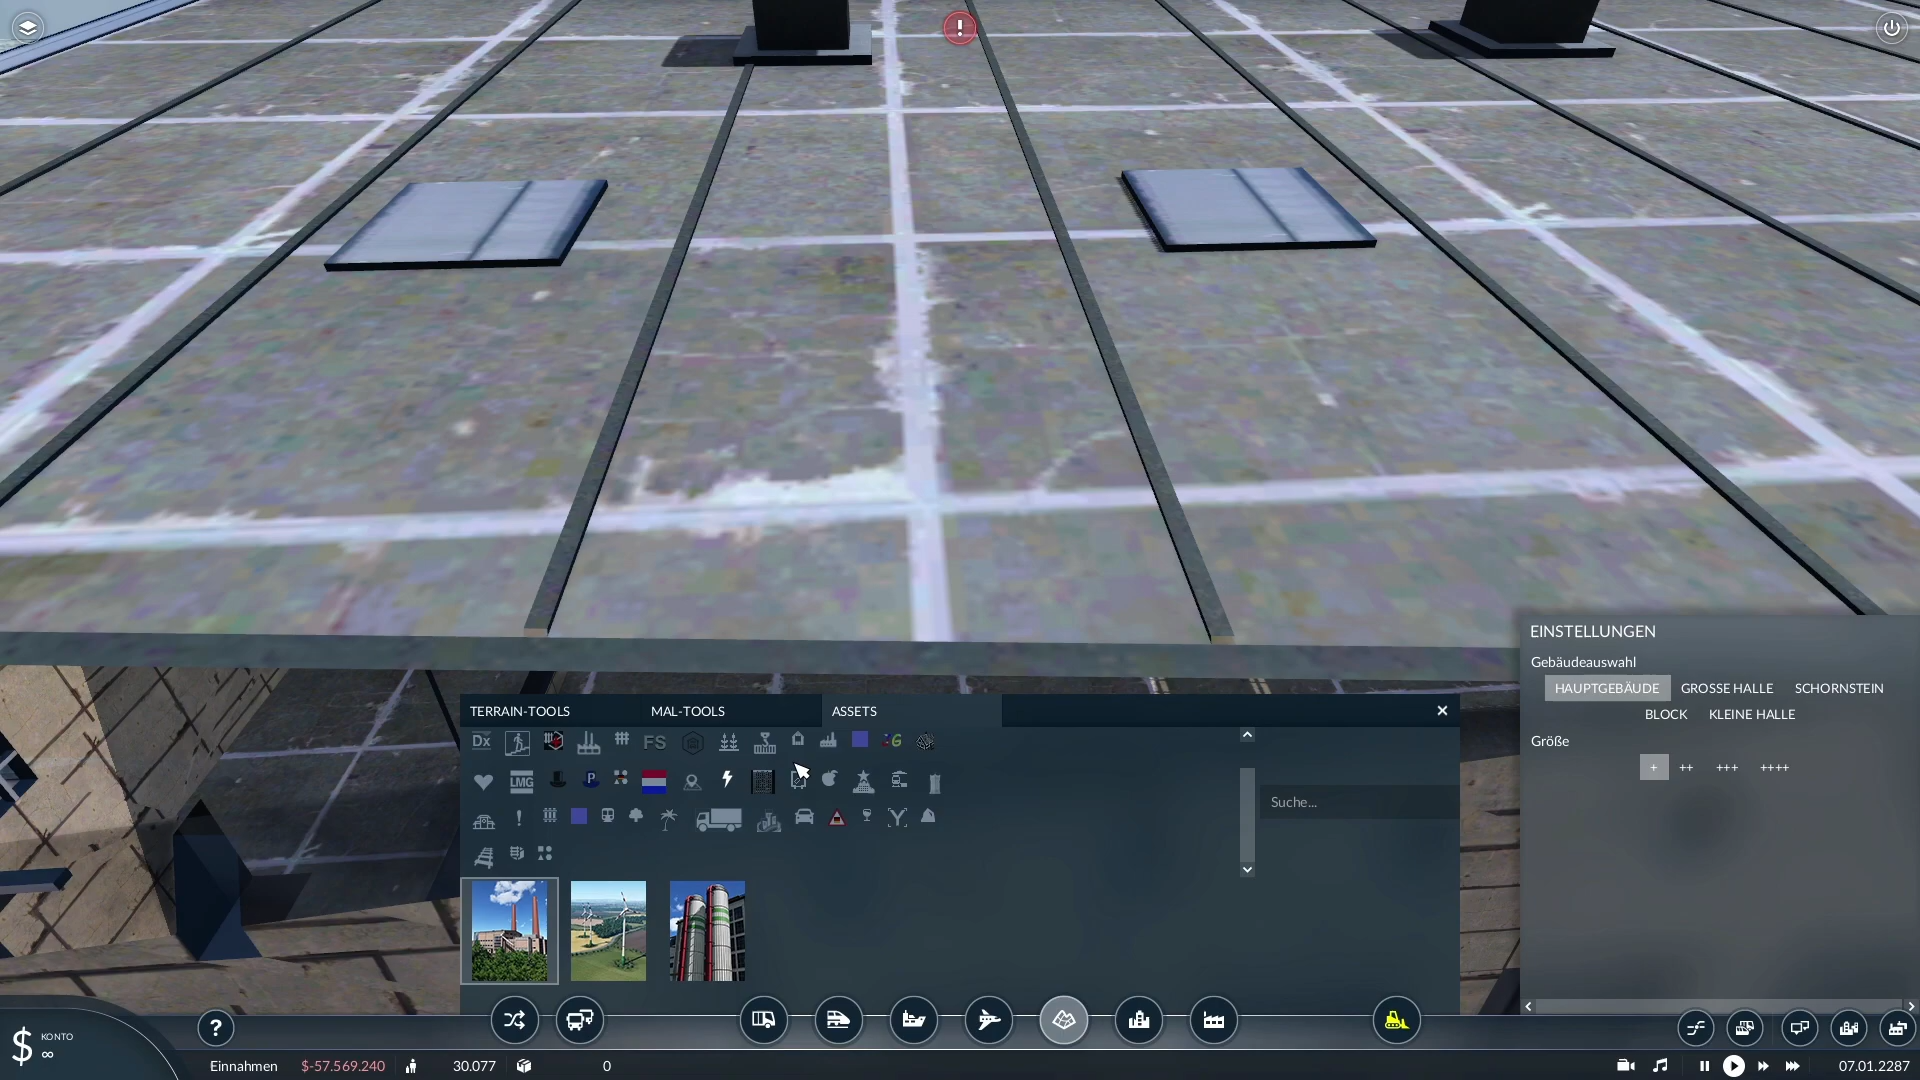 EINSTELLUNGEN
Gebäudeauswahl
HAUPTGEBÄUDE GROSSE HALLE SCHORNSTEIN
BLOCK KLEINE HALLE
Größe
+ ++ +++ ++++
TERRAIN-TOOLS MAL-TOOLS ASSETS
Dx FS G
LMG P
Suche...
$ KONTO
∞
?
Einnahmen $-57.569.240 30.077 0 07.01.2287